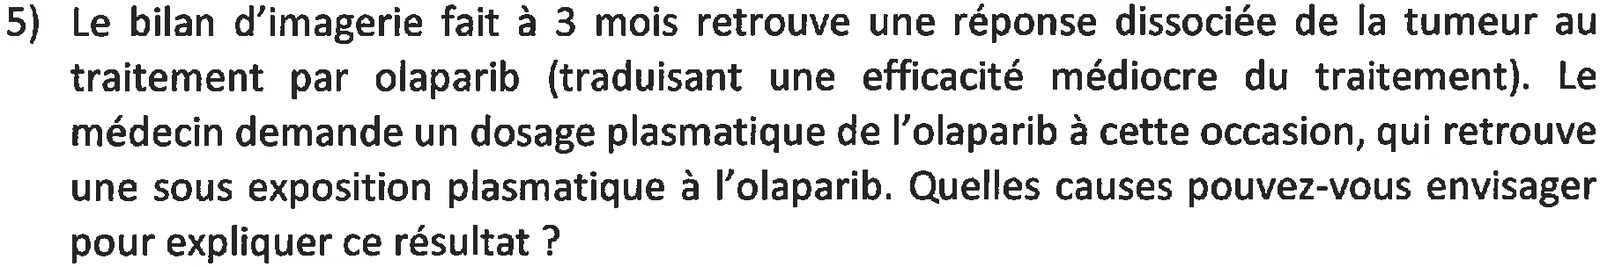 5) Le bilan d’imagerie fait à 3 mois retrouve une réponse dissociée de la tumeur au
traitement par olaparib (traduisant une efficacité médiocre du traitement). Le
médecin demande un dosage plasmatique de l’olaparib à cette occasion, qui retrouve
une sous exposition plasmatique à l’olaparib. Quelles causes pouvez-vous envisager
pour expliquer ce résultat ?